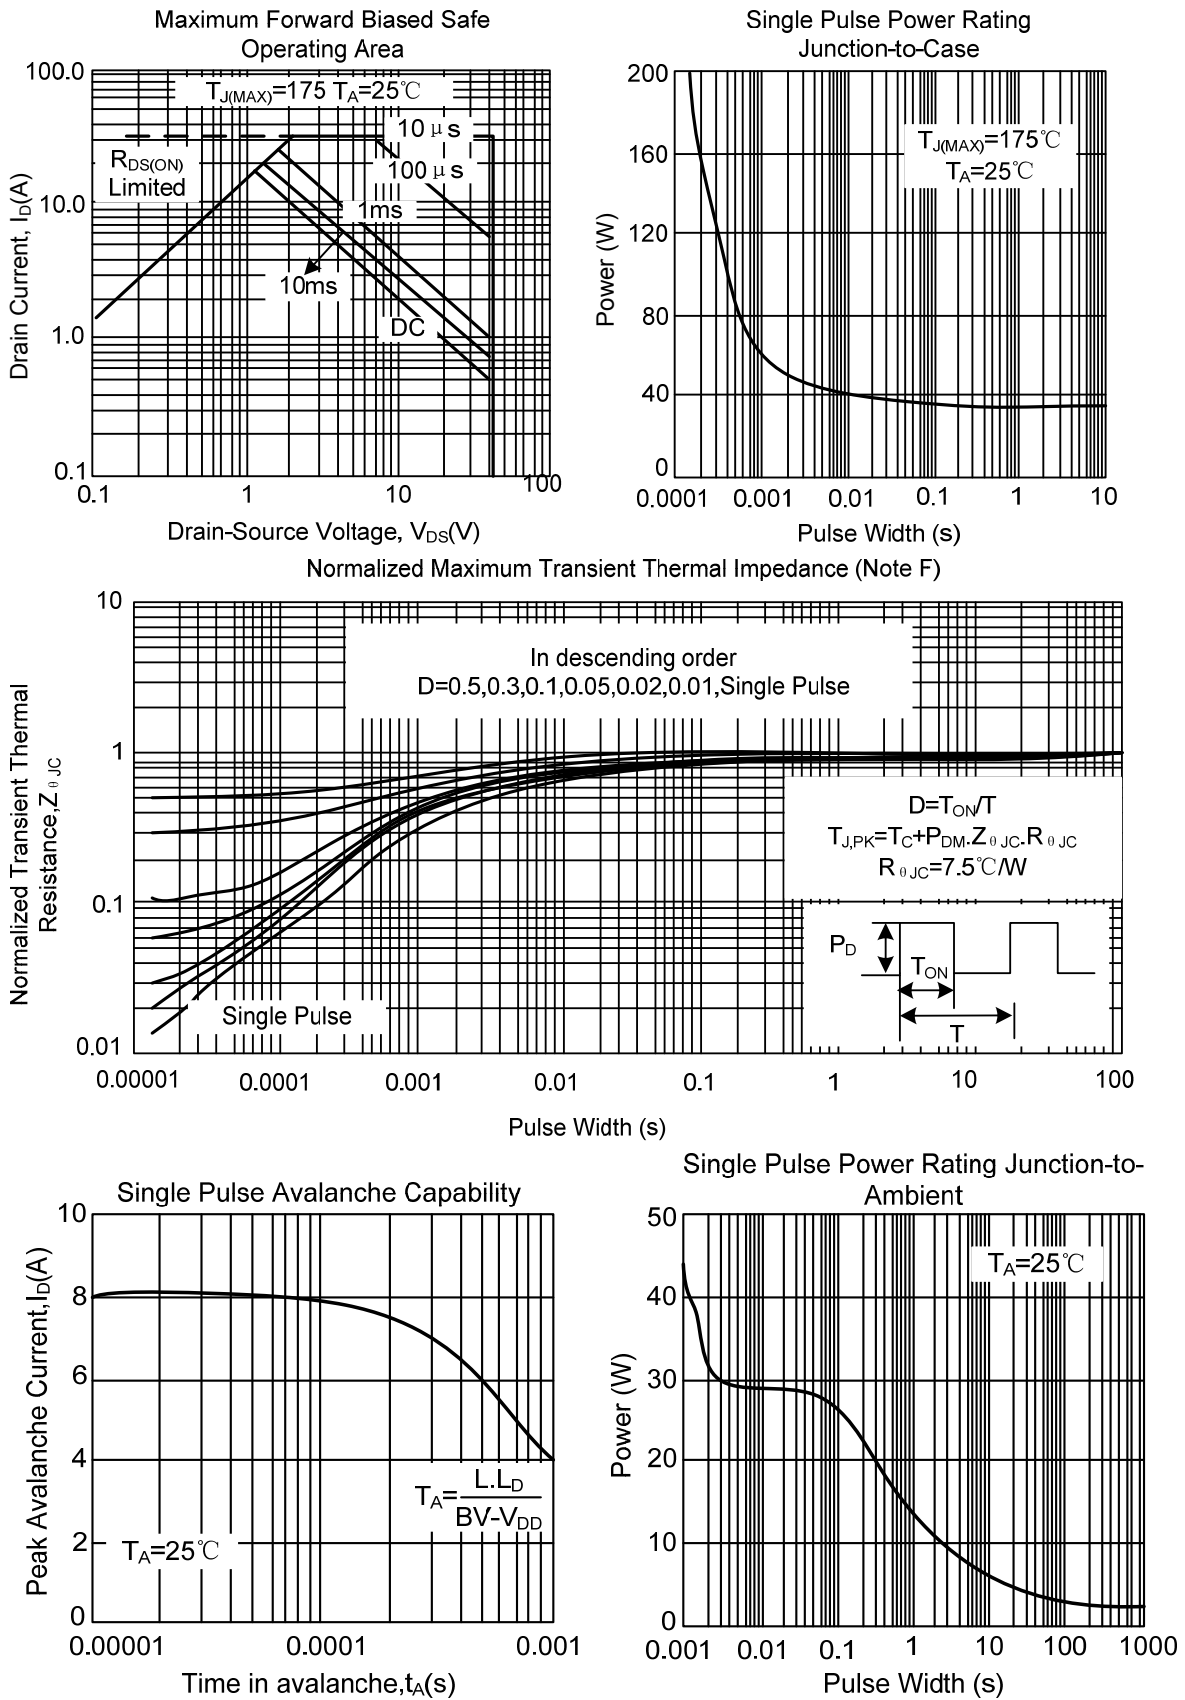 Maximum Forward Biased Safe
Operating Area
100.0
10.0
1.0
0.1
Drain Current, I_D(A)
T_J(MAX)=175 T_A=25℃
10μs
R_DS(ON)
Limited
100μs
1ms
10ms
DC
0.1
1
10
100
Drain-Source Voltage, V_DS(V)
Single Pulse Power Rating
Junction-to-Case
200
160
120
80
40
0
Power (W)
T_J(MAX)=175℃
T_A=25℃
0.0001
0.001
0.01
0.1
1
10
Pulse Width (s)
Normalized Maximum Transient Thermal Impedance (Note F)
10
1
0.1
0.01
Normalized Transient Thermal
Resistance,Z_θJC
In descending order
D=0.5,0.3,0.1,0.05,0.02,0.01,Single Pulse
D=T_ON/T
T_J,PK=T_C+P_DM.Z_θJC.R_θJC
R_θJC=7.5℃/W
P_D
T_ON
T
Single Pulse
0.00001
0.0001
0.001
0.01
0.1
1
10
100
Pulse Width (s)
Single Pulse Avalanche Capability
10
8
6
4
2
0
Peak Avalanche Current,I_D(A)
T_A=L.L_D
BV-V_DD
T_A=25℃
0.00001
0.0001
0.001
Time in avalanche,t_A(s)
Single Pulse Power Rating Junction-to-
Ambient
50
40
30
20
10
0
Power (W)
T_A=25℃
0.001
0.01
0.1
1
10
100
1000
Pulse Width (s)